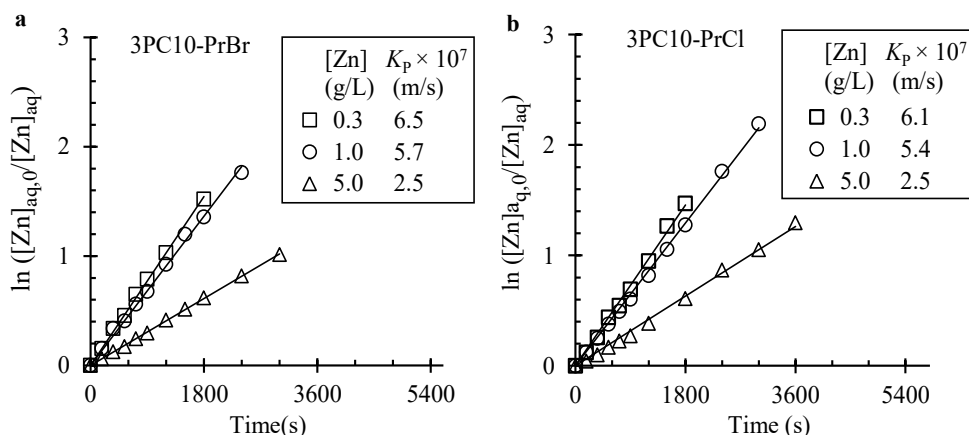 a
3PC10-PrBr
[Zn] K_P × 10^7
(g/L) (m/s)
□ 0.3 6.5
○ 1.0 5.7
△ 5.0 2.5
ln ([Zn]aq,0/[Zn]aq)
3
2
1
0
0 1800 3600 5400
Time(s)
b
3PC10-PrCl
[Zn] K_P × 10^7
(g/L) (m/s)
□ 0.3 6.1
○ 1.0 5.4
△ 5.0 2.5
ln ([Zn]aq,0/[Zn]aq)
3
2
1
0
0 1800 3600 5400
Time(s)